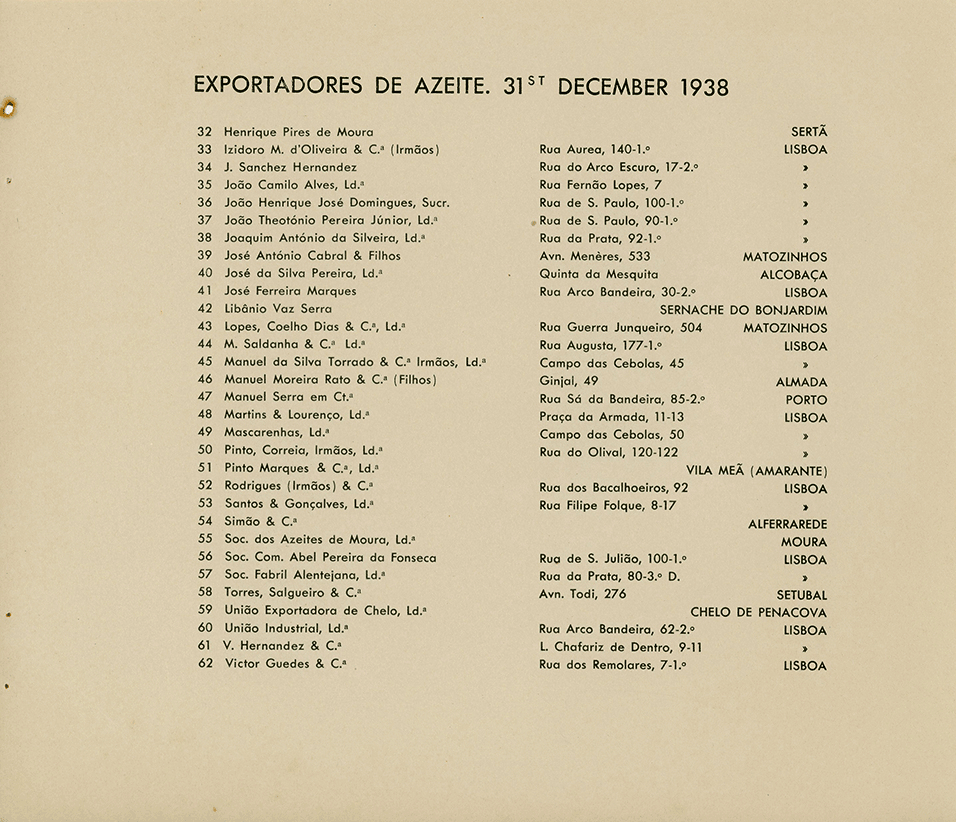 EXPORTADORES DE AZEITE. 31ST DECEMBER 1938
32 Henrique Pires de Moura SERTÃ
33 Izidoro M. d'Oliveira & C.ª (Irmãos) Rua Aurea, 140-1.º LISBOA
34 J. Sanchez Hernandez Rua do Arco Escuro, 17-2.º »
35 João Camilo Alves, Ld.ª Rua Fernão Lopes, 7 »
36 João Henrique José Domingues, Sucr. Rua de S. Paulo, 100-1.º »
37 João Theotónio Pereira Júnior, Ld.ª Rua de S. Paulo, 90-1.º »
38 Joaquim António da Silveira, Ld.ª Rua da Prata, 92-1.º »
39 José António Cabral & Filhos Avn. Menères, 533 MATOZINHOS
40 José da Silva Pereira, Ld.ª Quinta da Mesquita ALCOBAÇA
41 José Ferreira Marques Rua Arco Bandeira, 30-2.º LISBOA
42 Libânio Vaz Serra SERNACHE DO BONJARDIM
43 Lopes, Coelho Dias & C.ª, Ld.ª Rua Guerra Junqueiro, 504 MATOZINHOS
44 M. Saldanha & C.ª Ld.ª Rua Augusta, 177-1.º LISBOA
45 Manuel da Silva Torrado & C.ª Irmãos, Ld.ª Campo das Cebolas, 45 »
46 Manuel Moreira Rato & C.ª (Filhos) Ginjal, 49 ALMADA
47 Manuel Serra em Ct.ª Rua Sá da Bandeira, 85-2.º PORTO
48 Martins & Lourenço, Ld.ª Praça da Armada, 11-13 LISBOA
49 Mascarenhas, Ld.ª Campo das Cebolas, 50 »
50 Pinto, Correia, Irmãos, Ld.ª Rua do Olival, 120-122 »
51 Pinto Marques & C.ª, Ld.ª VILA MEÃ (AMARANTE)
52 Rodrigues (Irmãos) & C.ª Rua dos Bacalhoeiros, 92 LISBOA
53 Santos & Gonçalves, Ld.ª Rua Filipe Folque, 8-17 »
54 Simão & C.ª ALFERRAREDE
55 Soc. dos Azeites de Moura, Ld.ª MOURA
56 Soc. Com. Abel Pereira da Fonseca Rua de S. Julião, 100-1.º LISBOA
57 Soc. Fabril Alentejana, Ld.ª Rua da Prata, 80-3.º D. »
58 Torres, Salgueiro & C.ª Avn. Todi, 276 SETUBAL
59 União Exportadora de Chelo, Ld.ª CHELO DE PENACOVA
60 União Industrial, Ld.ª Rua Arco Bandeira, 62-2.º LISBOA
61 V. Hernandez & C.ª L. Chafariz de Dentro, 9-11 »
62 Victor Guedes & C.ª Rua dos Remolares, 7-1.º LISBOA